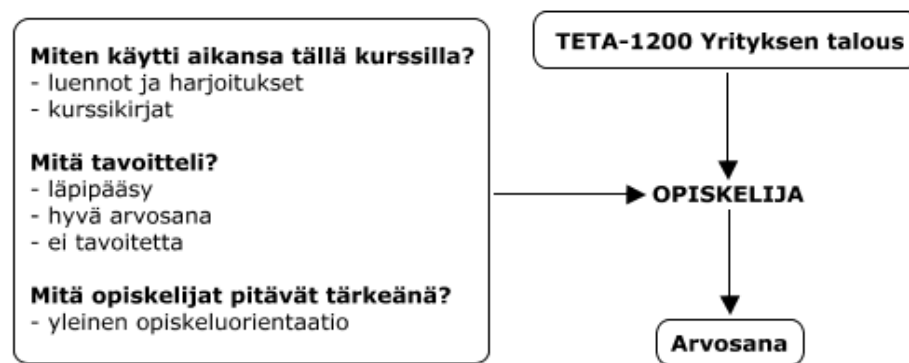 Miten käytti aikansa tällä kurssilla?
- luennot ja harjoitukset
- kurssikirjat
Mitä tavoitteli?
- läpipääsy
- hyvä arvosana
- ei tavoitetta
Mitä opiskelijat pitävät tärkeänä?
- yleinen opiskeluorientaatio
TETA-1200 Yrityksen talous
OPISKELIJA
Arvosana